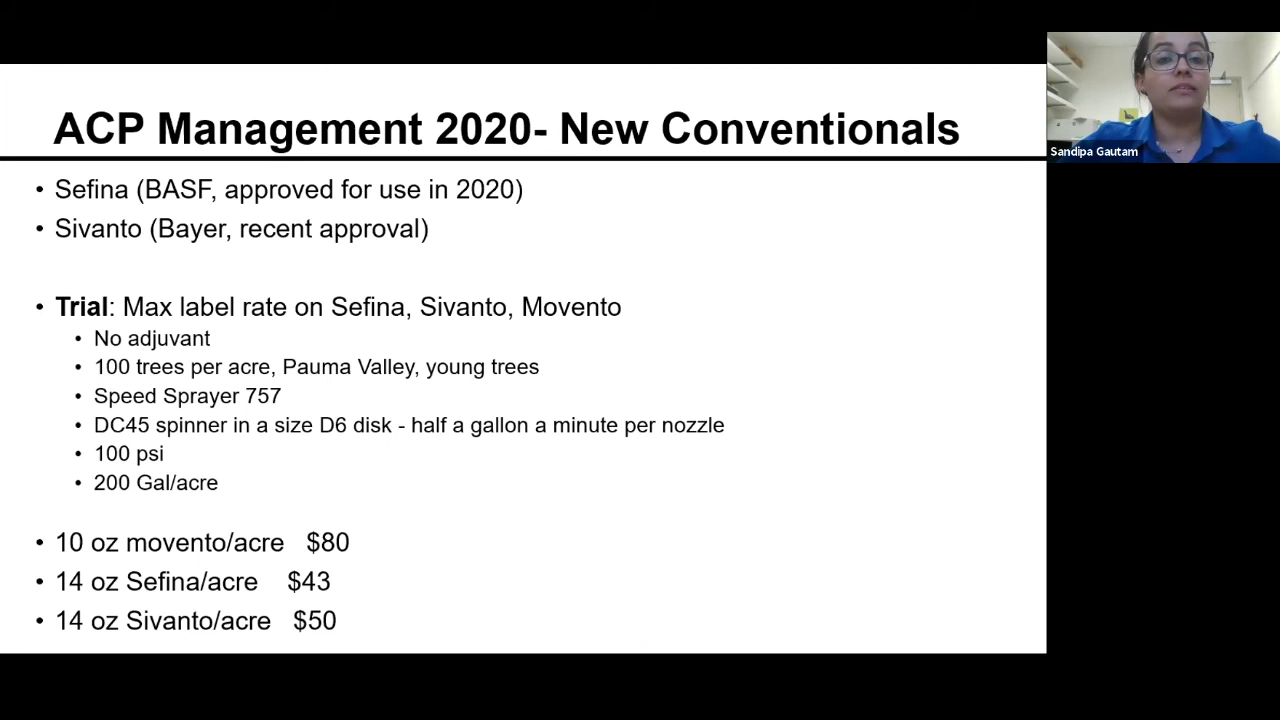 ACP Management 2020- New Conventionals
Sandipa Gautam
• Sefina (BASF, approved for use in 2020)
• Sivanto (Bayer, recent approval)
• Trial: Max label rate on Sefina, Sivanto, Movento
• No adjuvant
• 100 trees per acre, Pauma Valley, young trees
• Speed Sprayer 757
• DC45 spinner in a size D6 disk - half a gallon a minute per nozzle
• 100 psi
• 200 Gal/acre
• 10 oz movento/acre $80
• 14 oz Sefina/acre $43
• 14 oz Sivanto/acre $50